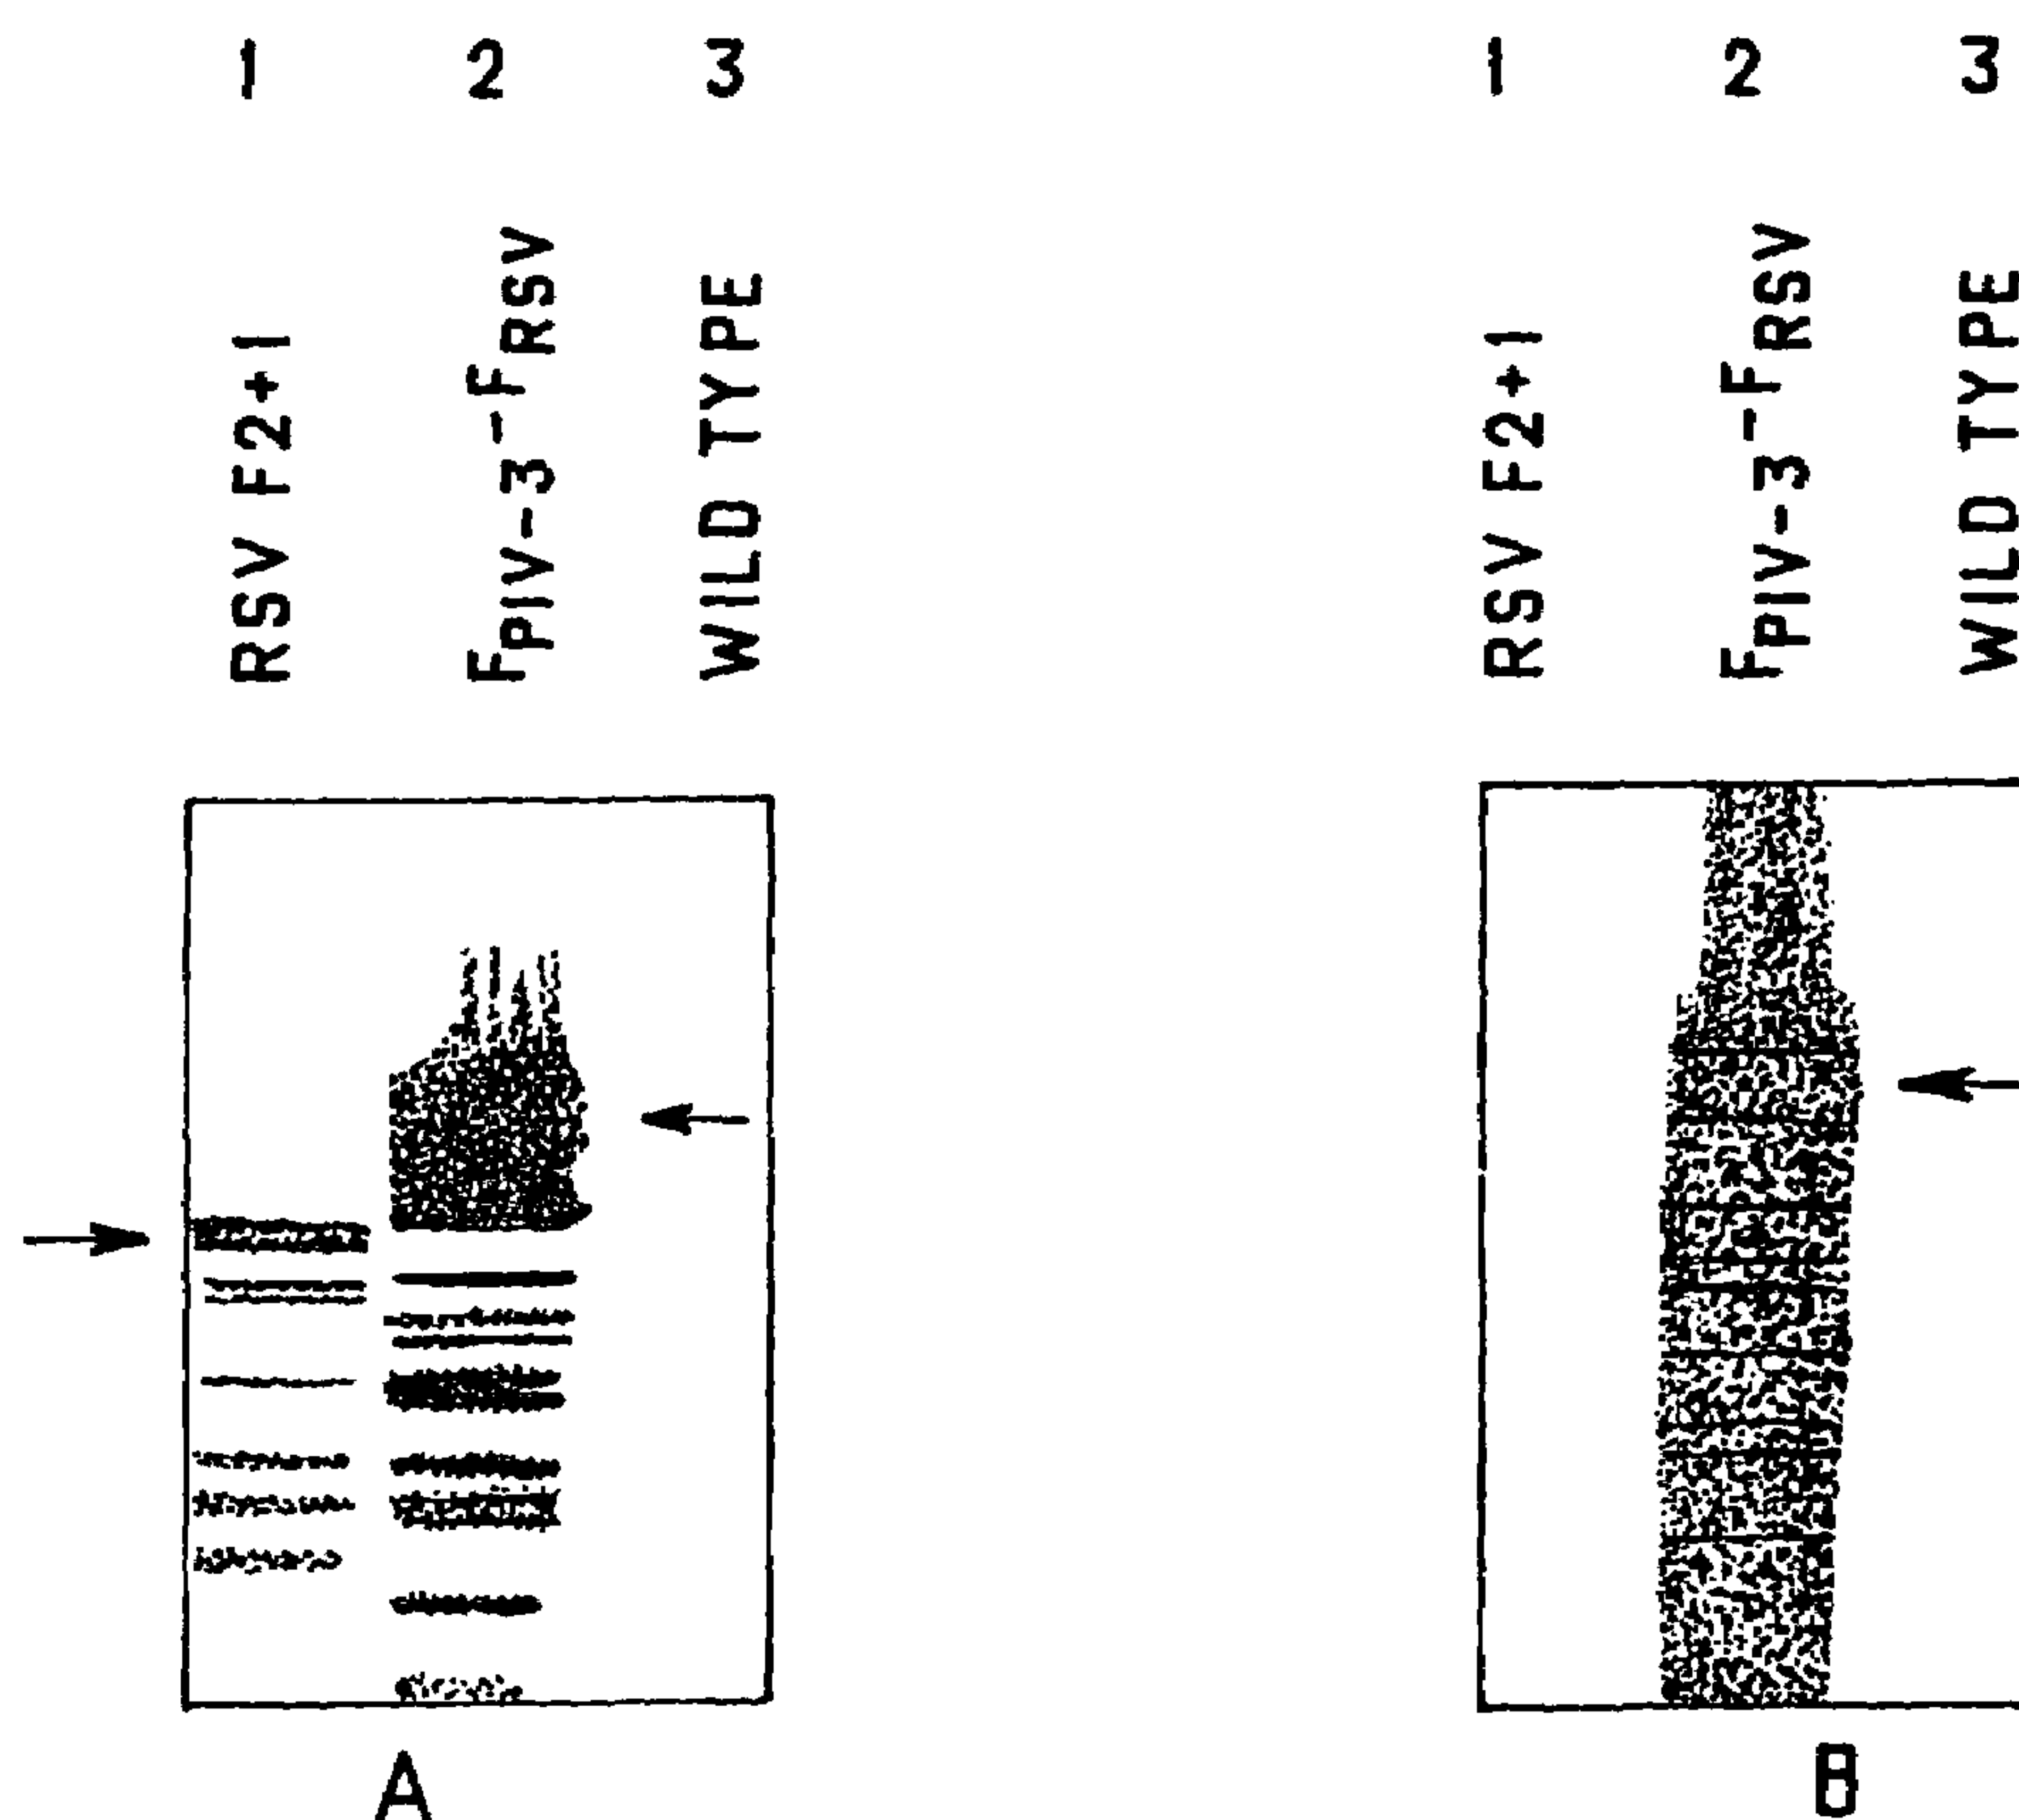 1 2 3
RSV F2+1
FPIV-3-FRSV
WILD TYPE
A
1 2 3
RSV F2+1
FPIV-3-FRSV
WILD TYPE
B